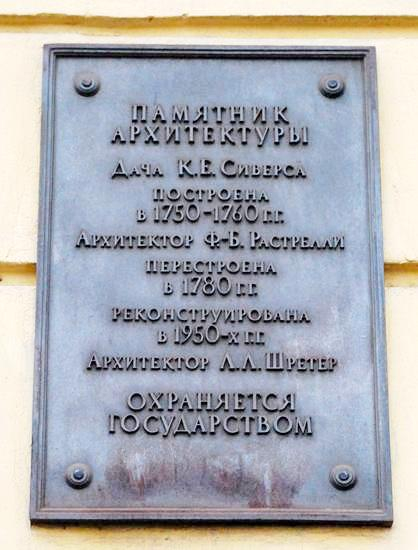 ПАМЯТНИК
АРХИТЕКТУРЫ
ДАЧА К.Е. СИВЕРСА
ПОСТРОЕНА
В 1750-1760 ГГ.
АРХИТЕКТОР Ф-Б. РАСТРЕЛЛИ
ПЕРЕСТРОЕНА
В 1780 ГГ.
РЕКОНСТРУИРОВАНА
В 1950-Х ГГ.
АРХИТЕКТОР Л.Л. ШРЕТЕР
ОХРАНЯЕТСЯ
ГОСУДАРСТВОМ